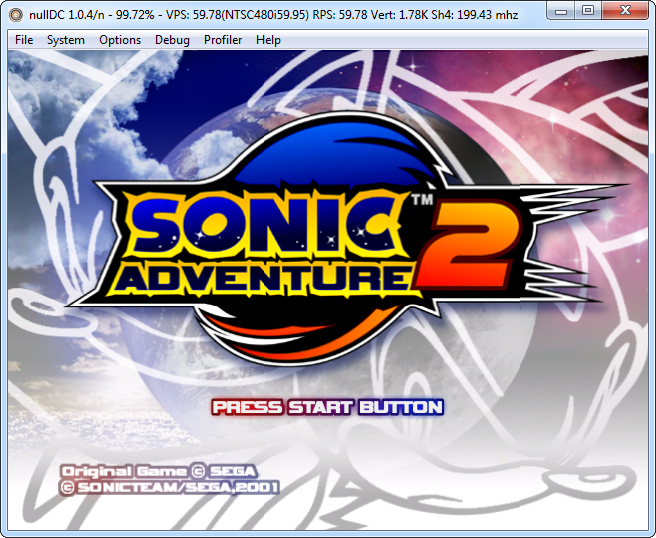 nullDC 1.0.4/n - 99.72% - VPS: 59.78(NTSC480i59.95) RPS: 59.78 Vert: 1.78K Sh4: 199.43 mhz
File System Options Debug Profiler Help
SONIC TM
ADVENTURE 2
PRESS START BUTTON
Original Game © SEGA
© SONICTEAM/SEGA,2001